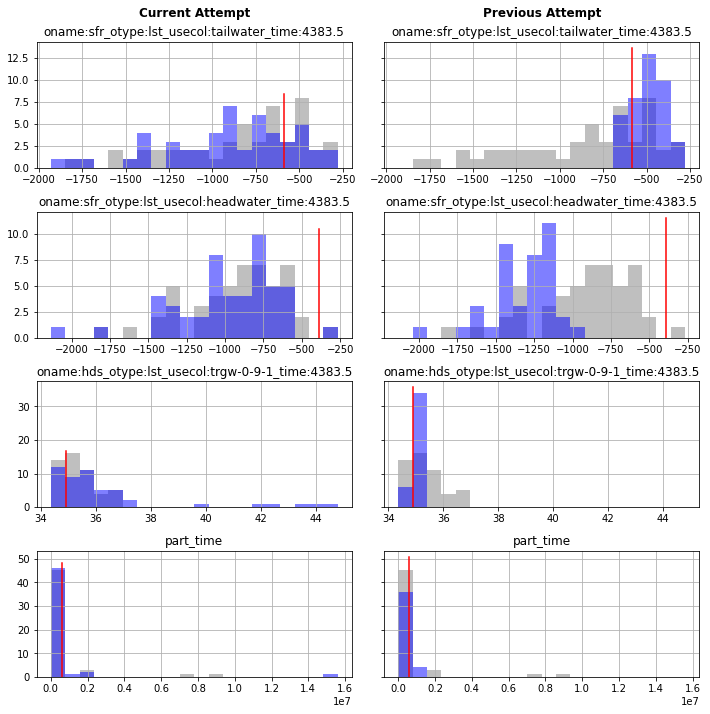 Current Attempt
Previous Attempt
oname:sfr_otype:lst_usecol:tailwater_time:4383.5
oname:sfr_otype:lst_usecol:tailwater_time:4383.5
12.5
10.0
7.5
5.0
2.5
0.0
−2000 −1750 −1500 −1250 −1000 −750 −500 −250
−2000 −1750 −1500 −1250 −1000 −750 −500 −250
oname:sfr_otype:lst_usecol:headwater_time:4383.5
oname:sfr_otype:lst_usecol:headwater_time:4383.5
10.0
7.5
5.0
2.5
0.0
−2000 −1750 −1500 −1250 −1000 −750 −500 −250
−2000 −1750 −1500 −1250 −1000 −750 −500 −250
oname:hds_otype:lst_usecol:trgw-0-9-1_time:4383.5
oname:hds_otype:lst_usecol:trgw-0-9-1_time:4383.5
30
20
10
0
34 36 38 40 42 44
34 36 38 40 42 44
part_time
part_time
50
40
30
20
10
0
0.0 0.2 0.4 0.6 0.8 1.0 1.2 1.4 1.6
1e7
0.0 0.2 0.4 0.6 0.8 1.0 1.2 1.4 1.6
1e7